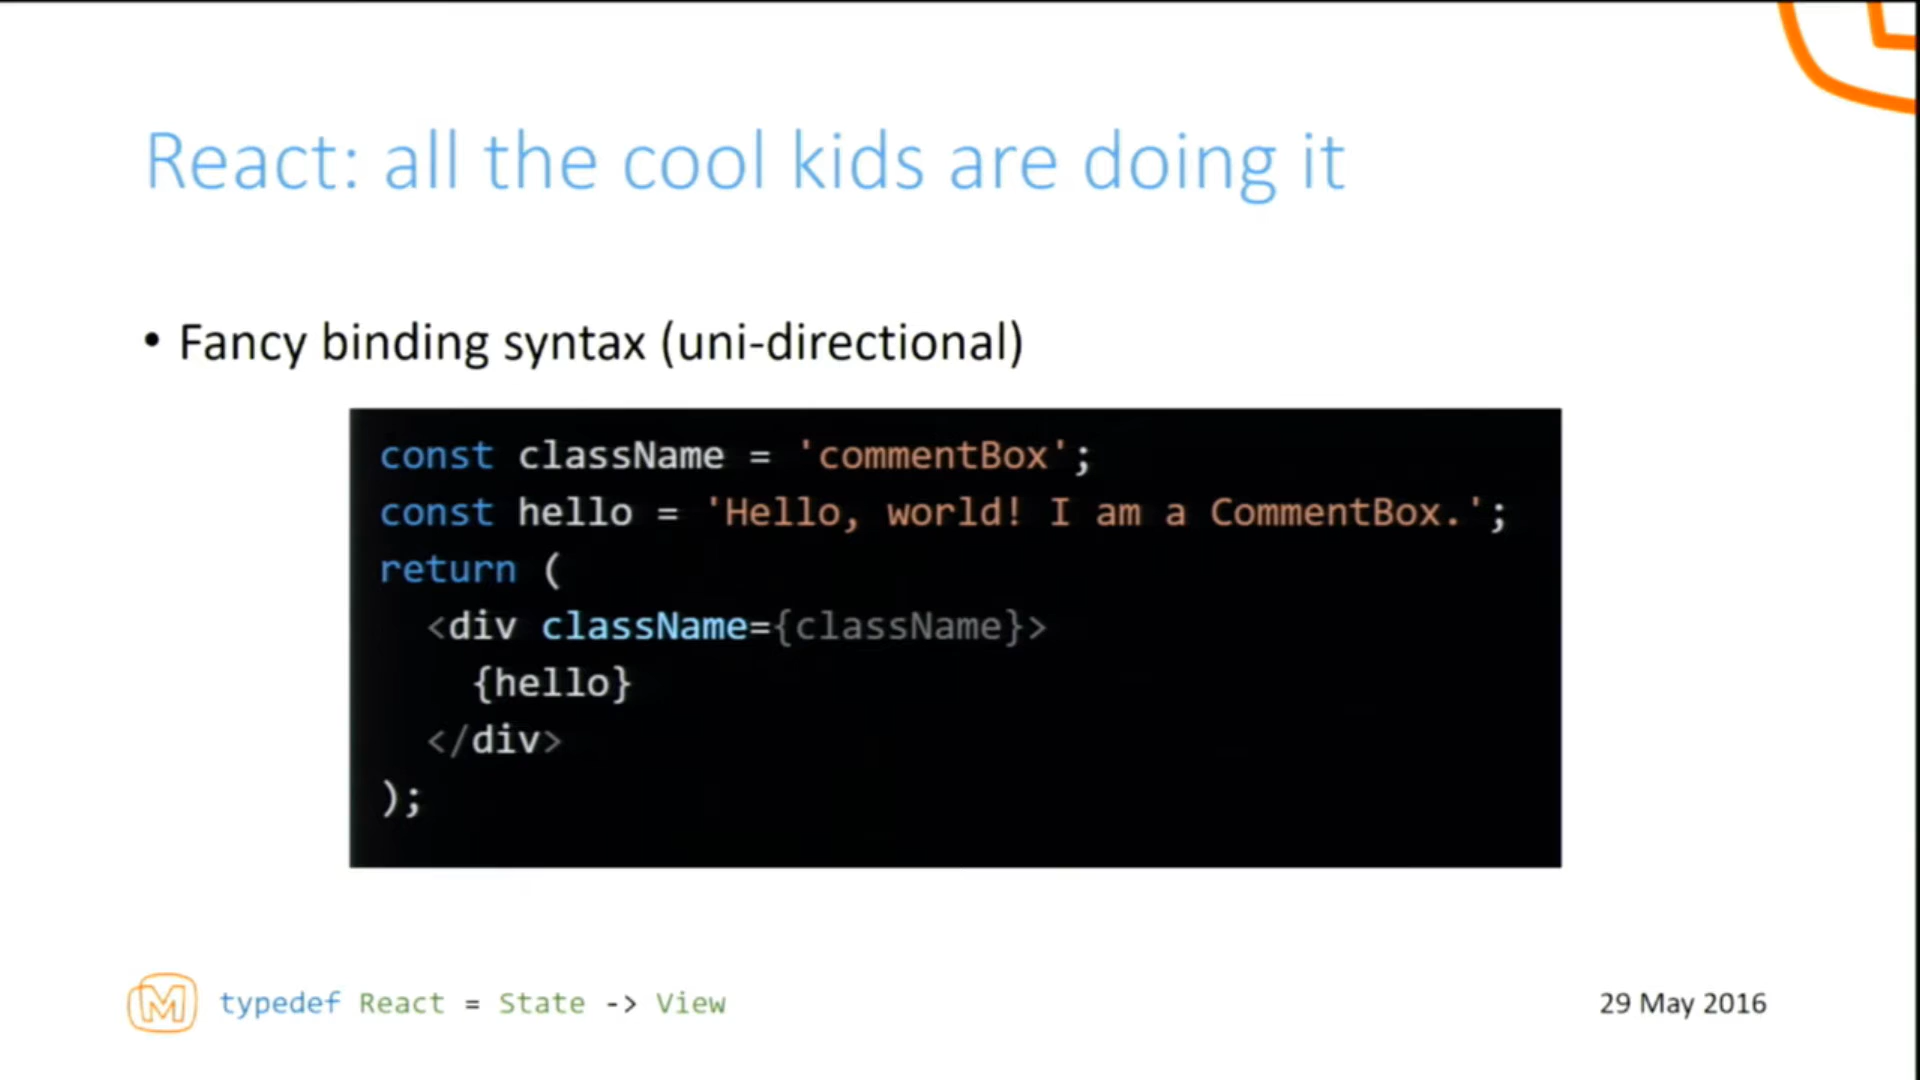 React: all the cool kids are doing it
• Fancy binding syntax (uni-directional)
const className = 'commentBox';
const hello = 'Hello, world! I am a CommentBox.';
return (
  <div className={className}>
    {hello}
  </div>
);
M
typedef React = State -> View
29 May 2016